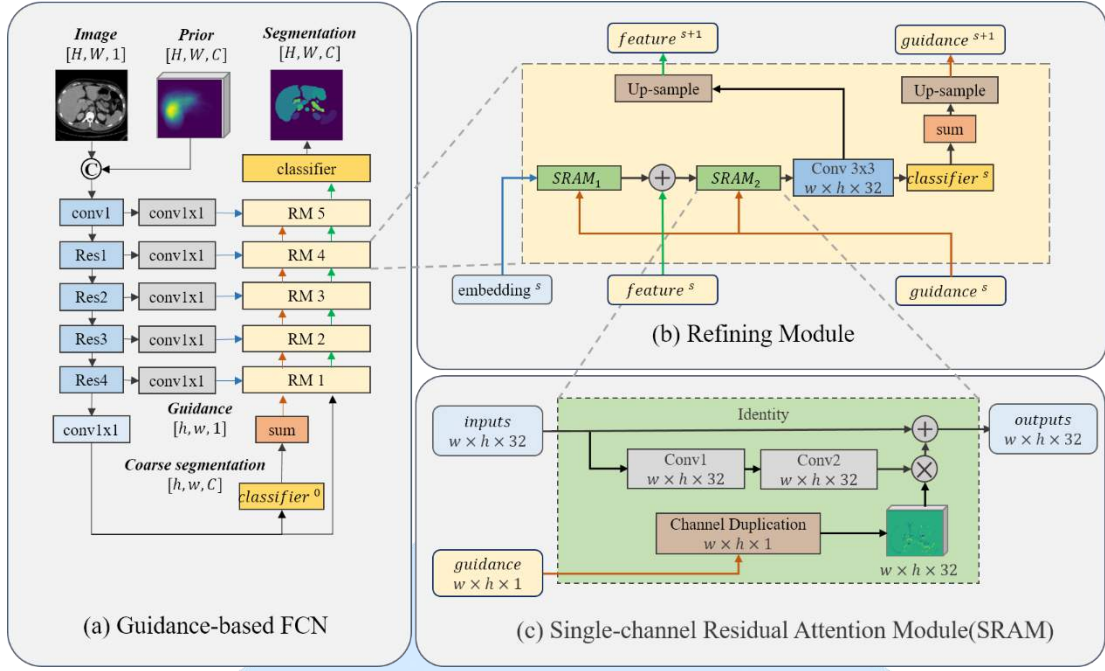 Image
[H, W, 1]
Prior
[H, W, C]
Segmentation
[H, W, C]
C
classifier
conv1
conv1x1
RM 5
Res1
conv1x1
RM 4
Res2
conv1x1
RM 3
Res3
conv1x1
RM 2
Res4
conv1x1
RM 1
conv1x1
Guidance
[h, w, 1]
sum
Coarse segmentation
[h, w, C]
classifier ⁰
(a) Guidance-based FCN
feature ˢ⁺¹
guidance ˢ⁺¹
Up-sample
Up-sample
sum
SRAM₁
+
SRAM₂
Conv 3x3
w × h × 32
classifier ˢ
embedding ˢ
feature ˢ
guidance ˢ
(b) Refining Module
inputs
w × h × 32
Identity
+
outputs
w × h × 32
Conv1
w × h × 32
Conv2
w × h × 32
×
Channel Duplication
w × h × 1
w × h × 32
guidance
w × h × 1
(c) Single-channel Residual Attention Module(SRAM)